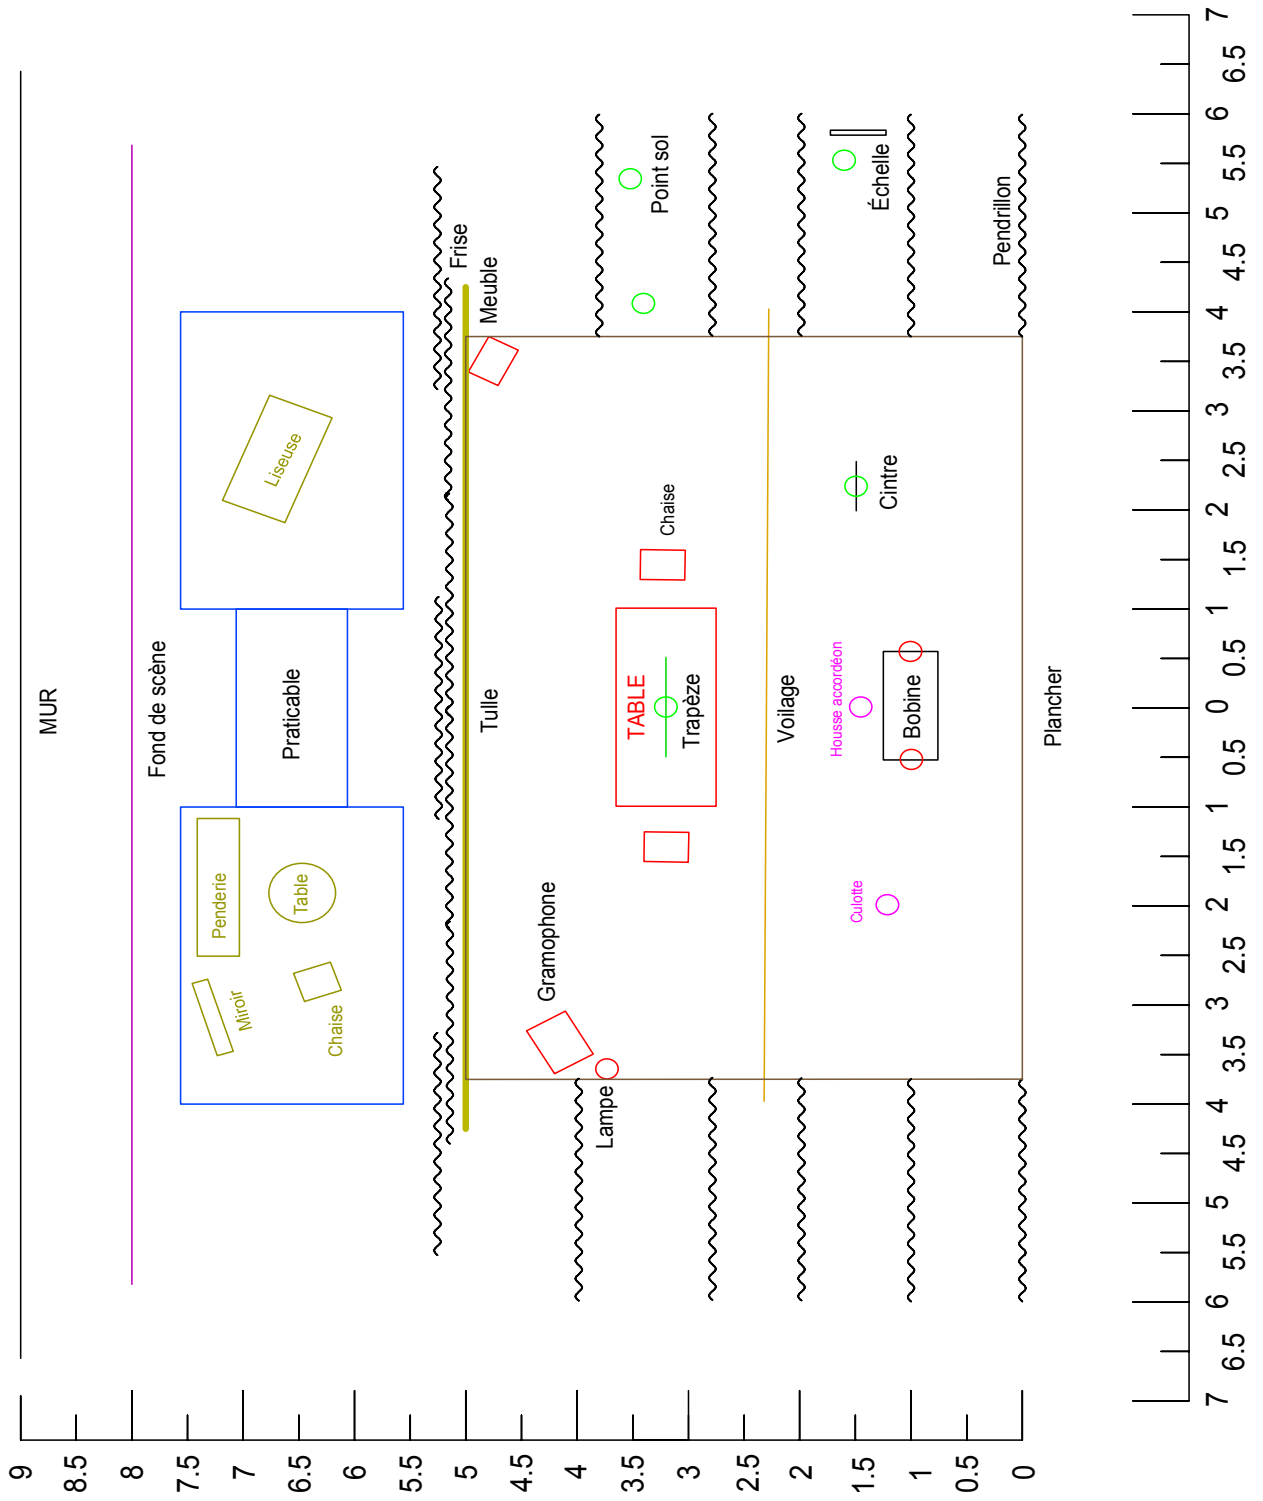 MUR
Fond de scène
Praticable
Penderie
Table
Miroir
Chaise
Liseuse
Frise
Tulle
Meuble
Gramophone
Lampe
TABLE
Trapèze
Chaise
Point sol
Voilage
Housse accordéon
Culotte
Bobine
Cintre
Échelle
Pendrillon
Plancher
9
8.5
8
7.5
7
6.5
6
5.5
5
4.5
4
3.5
3
2.5
2
1.5
1
0.5
0
7
6.5
6
5.5
5
4.5
4
3.5
3
2.5
2
1.5
1
0.5
0
0.5
1
1.5
2
2.5
3
3.5
4
4.5
5
5.5
6
6.5
7